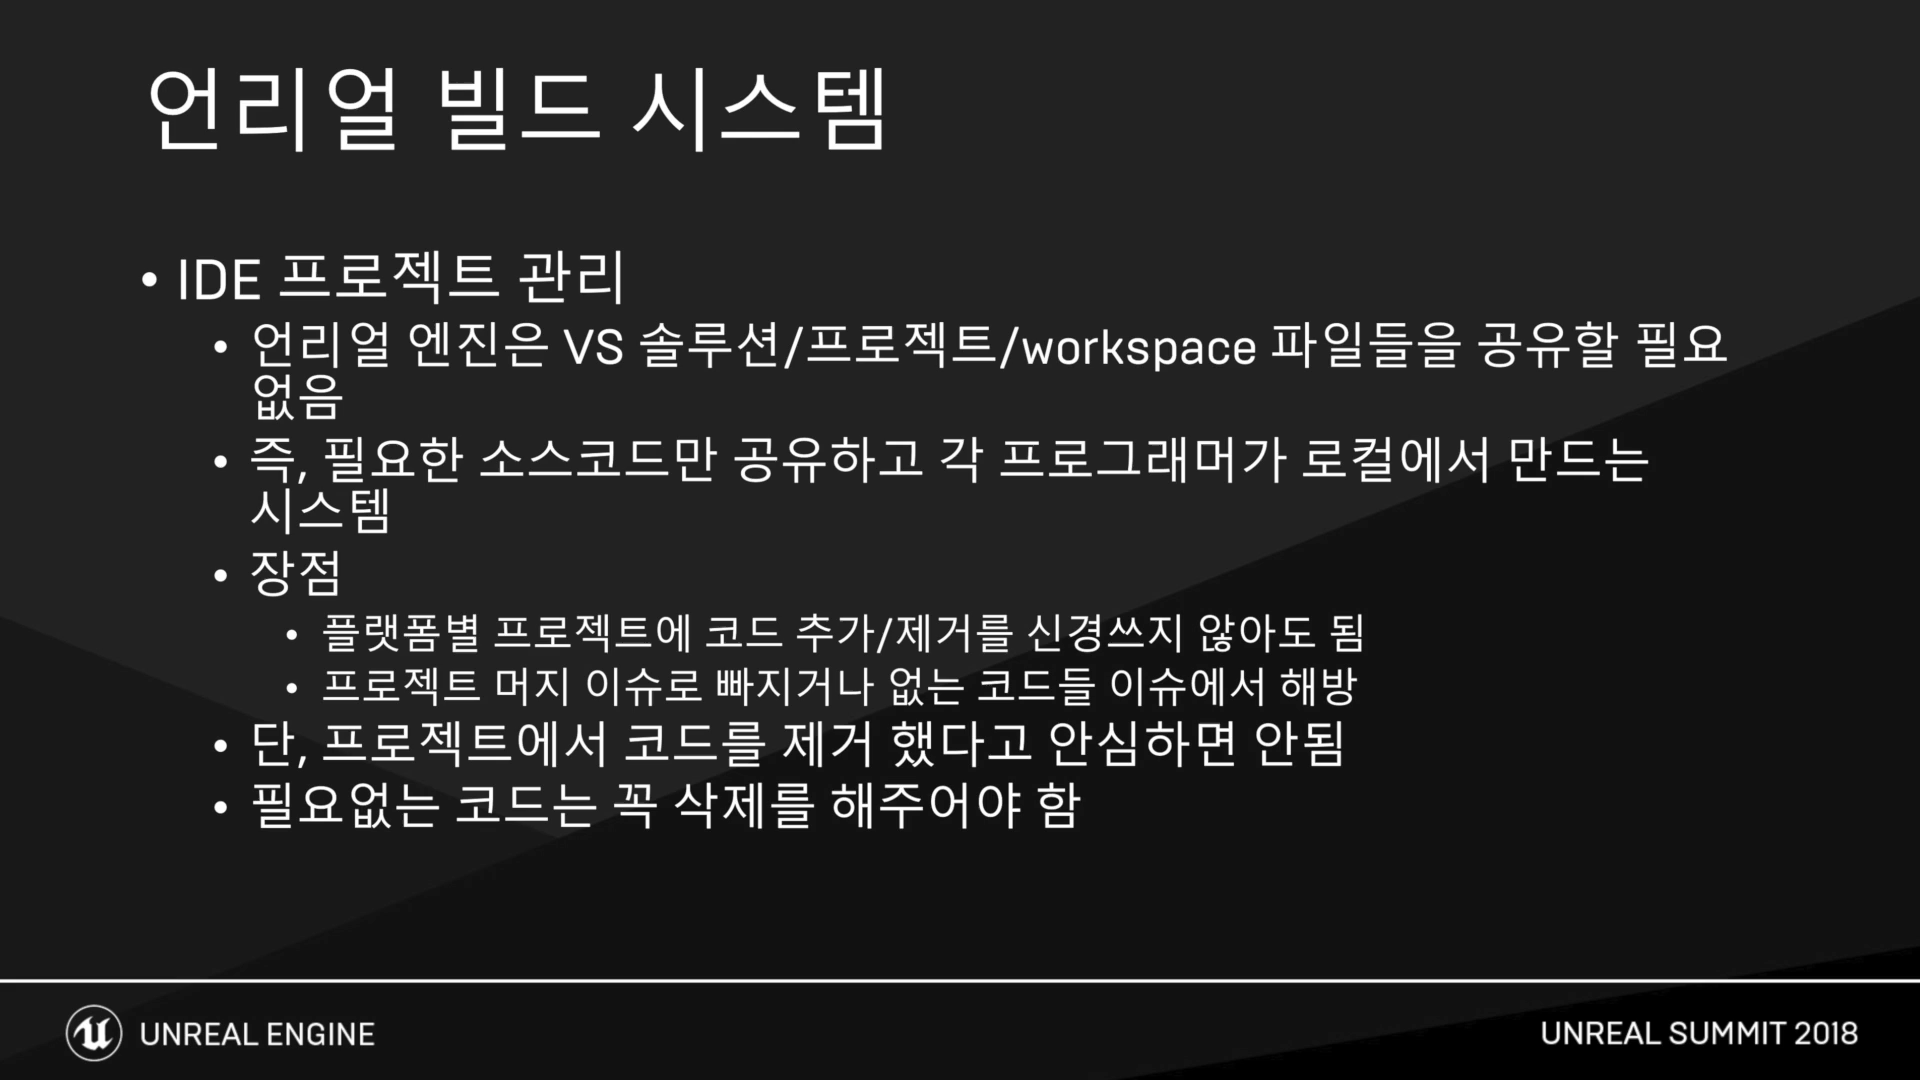 언리얼 빌드 시스템
• IDE 프로젝트 관리
• 언리얼 엔진은 VS 솔루션/프로젝트/workspace 파일들을 공유할 필요
없음
• 즉, 필요한 소스코드만 공유하고 각 프로그래머가 로컬에서 만드는
시스템
• 장점
• 플랫폼별 프로젝트에 코드 추가/제거를 신경쓰지 않아도 됨
• 프로젝트 머지 이슈로 빠지거나 없는 코드들 이슈에서 해방
• 단, 프로젝트에서 코드를 제거 했다고 안심하면 안됨
• 필요없는 코드는 꼭 삭제를 해주어야 함
UNREAL ENGINE
UNREAL SUMMIT 2018